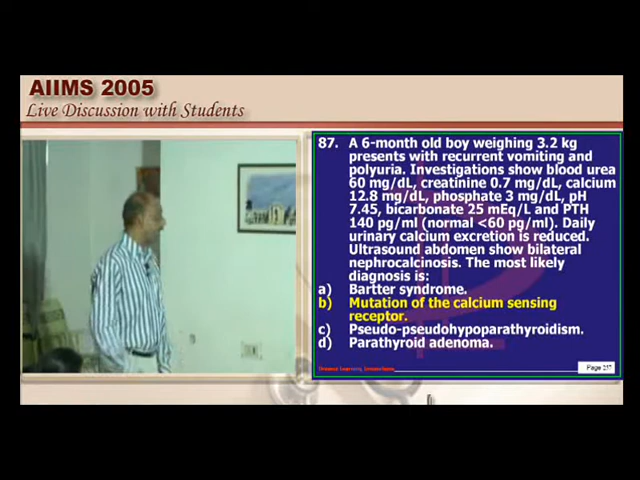 AIIMS 2005
Live Discussion with Students
87. A 6-month old boy weighing 3.2 kg
presents with recurrent vomiting and
polyuria. Investigations show blood urea
60 mg/dL, creatinine 0.7 mg/dL, calcium
12.8 mg/dL, phosphate 3 mg/dL, pH
7.45, bicarbonate 25 mEq/L and PTH
140 pg/ml (normal <60 pg/ml). Daily
urinary calcium excretion is reduced.
Ultrasound abdomen show bilateral
nephrocalcinosis. The most likely
diagnosis is:
a) Bartter syndrome.
b) Mutation of the calcium sensing
receptor.
c) Pseudo-pseudohypoparathyroidism.
d) Parathyroid adenoma.
Page 237